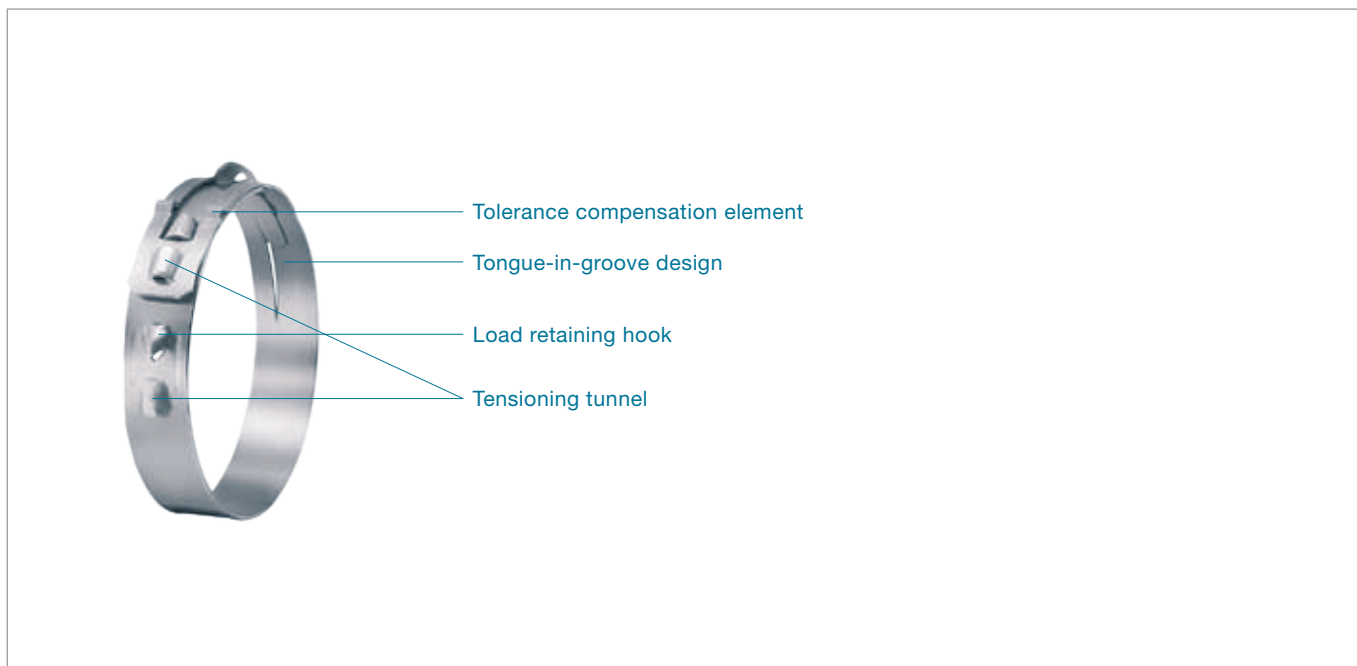 Tolerance compensation element
Tongue-in-groove design
Load retaining hook
Tensioning tunnel